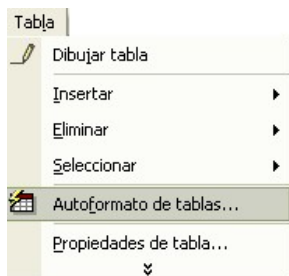 Tabla
Dibujar tabla
Insertar
Eliminar
Seleccionar
Autoformato de tablas...
Propiedades de tabla...